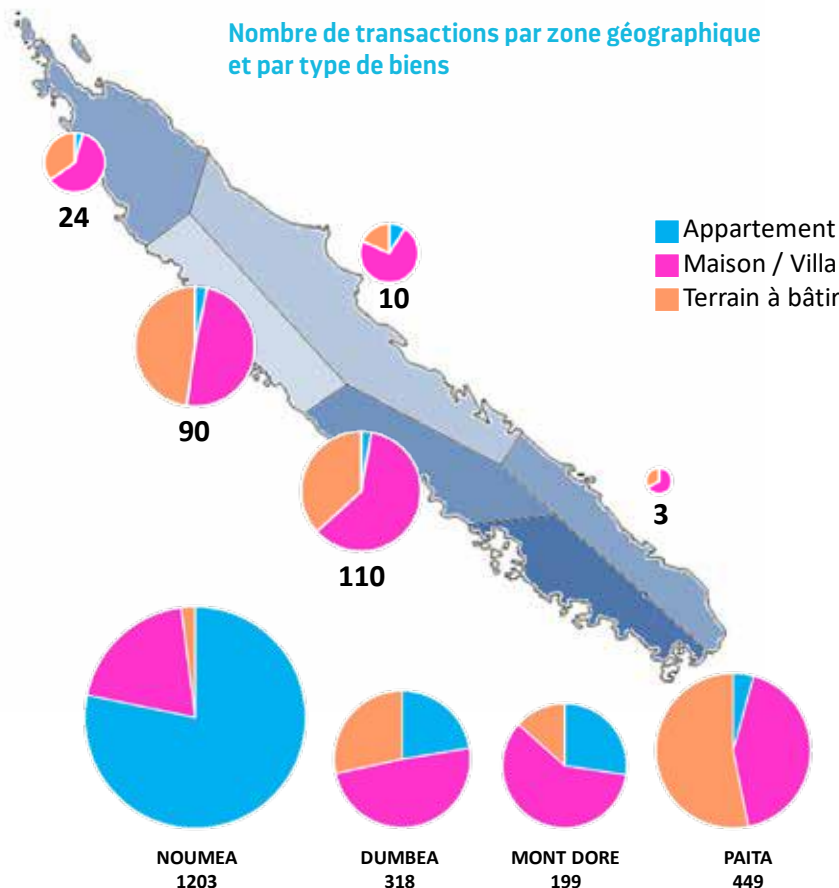 Nombre de transactions par zone géographique
et par type de biens
24
10
Appartement
Maison / Villa
Terrain à bâtir
90
3
110
NOUMEA
1203
DUMBEA
318
MONT DORE
199
PAITA
449